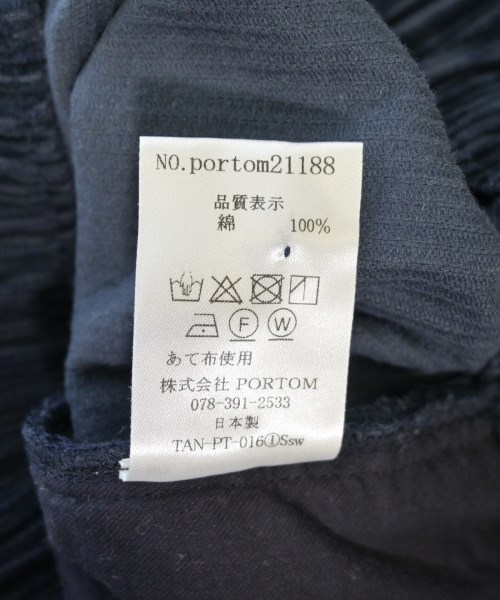 NO.portom21188
品質表示
綿 100%
F W
あて布使用
株式会社 PORTOM
078-391-2533
日本製
TAN-PT-016①Ssw